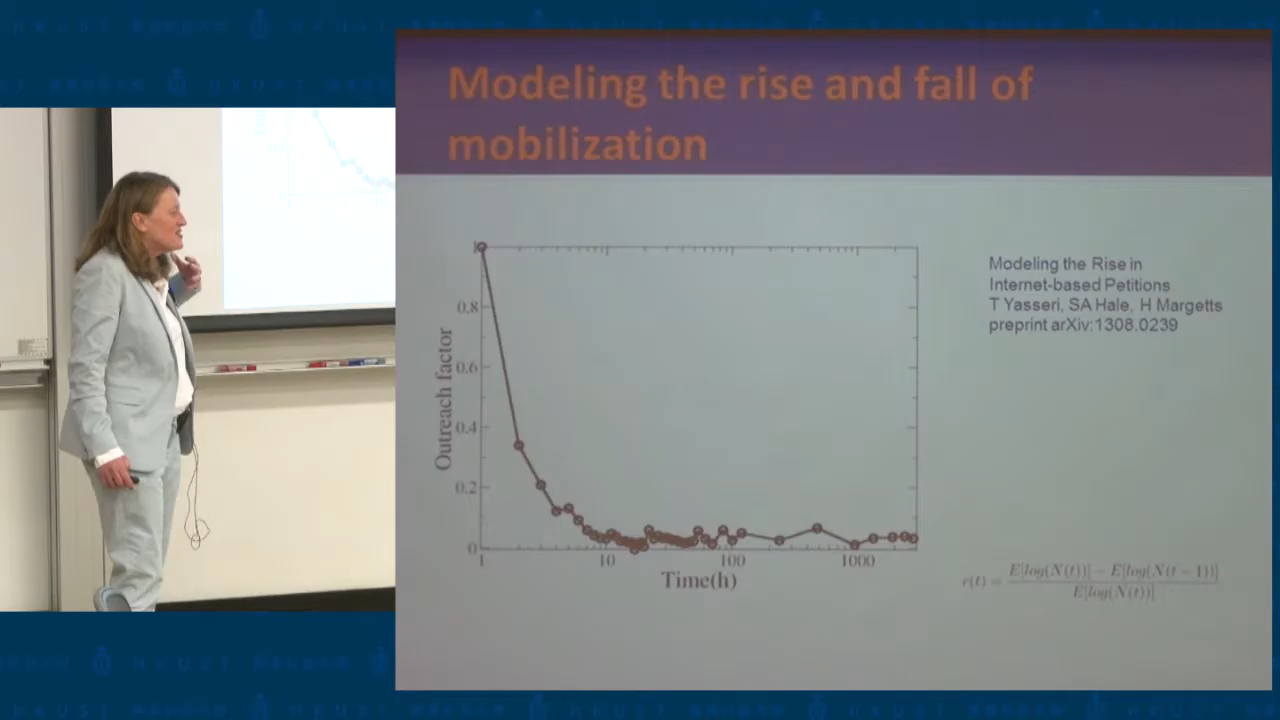 Modeling the rise and fall of
mobilization
Modeling the Rise in
Internet-based Petitions
T Yasseri, SA Hale, H Margetts
preprint arXiv:1308.0239
1
0.8
0.6
0.4
0.2
0
Outreach factor
1 10 100 1000
Time(h)
r(t) = E[log(N(t))] − E[log(N(t−1))]
E[log(N(t))]
HKUST